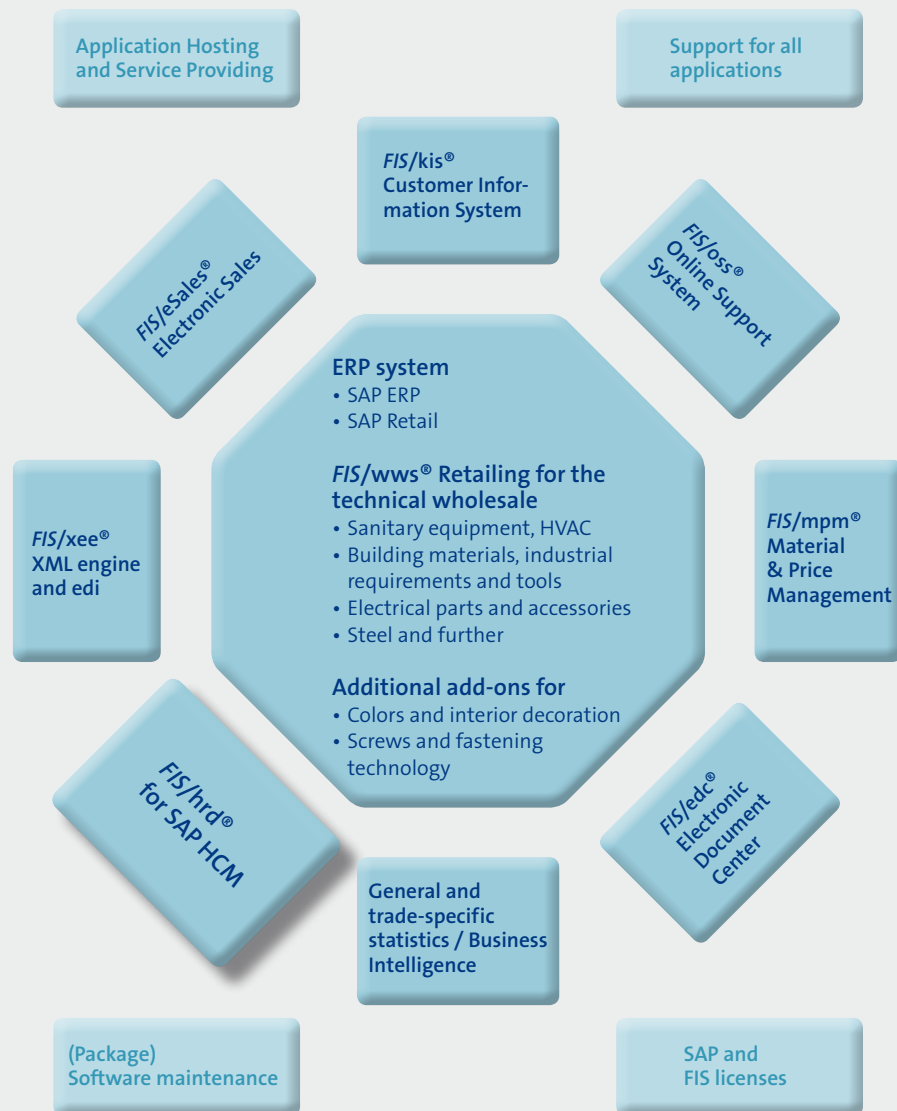 Application Hosting
and Service Providing
Support for all
applications
FIS/kis®
Customer Infor-
mation System
FIS/eSales®
Electronic Sales
FIS/oss®
Online Support
System
ERP system
• SAP ERP
• SAP Retail
FIS/wws® Retailing for the
technical wholesale
• Sanitary equipment, HVAC
• Building materials, industrial
requirements and tools
• Electrical parts and accessories
• Steel and further
Additional add-ons for
• Colors and interior decoration
• Screws and fastening
technology
FIS/xee®
XML engine
and edi
FIS/mpm®
Material
& Price
Management
FIS/hrd®
for SAP HCM
FIS/edc®
Electronic
Document
Center
General and
trade-specific
statistics / Business
Intelligence
(Package)
Software maintenance
SAP and
FIS licenses